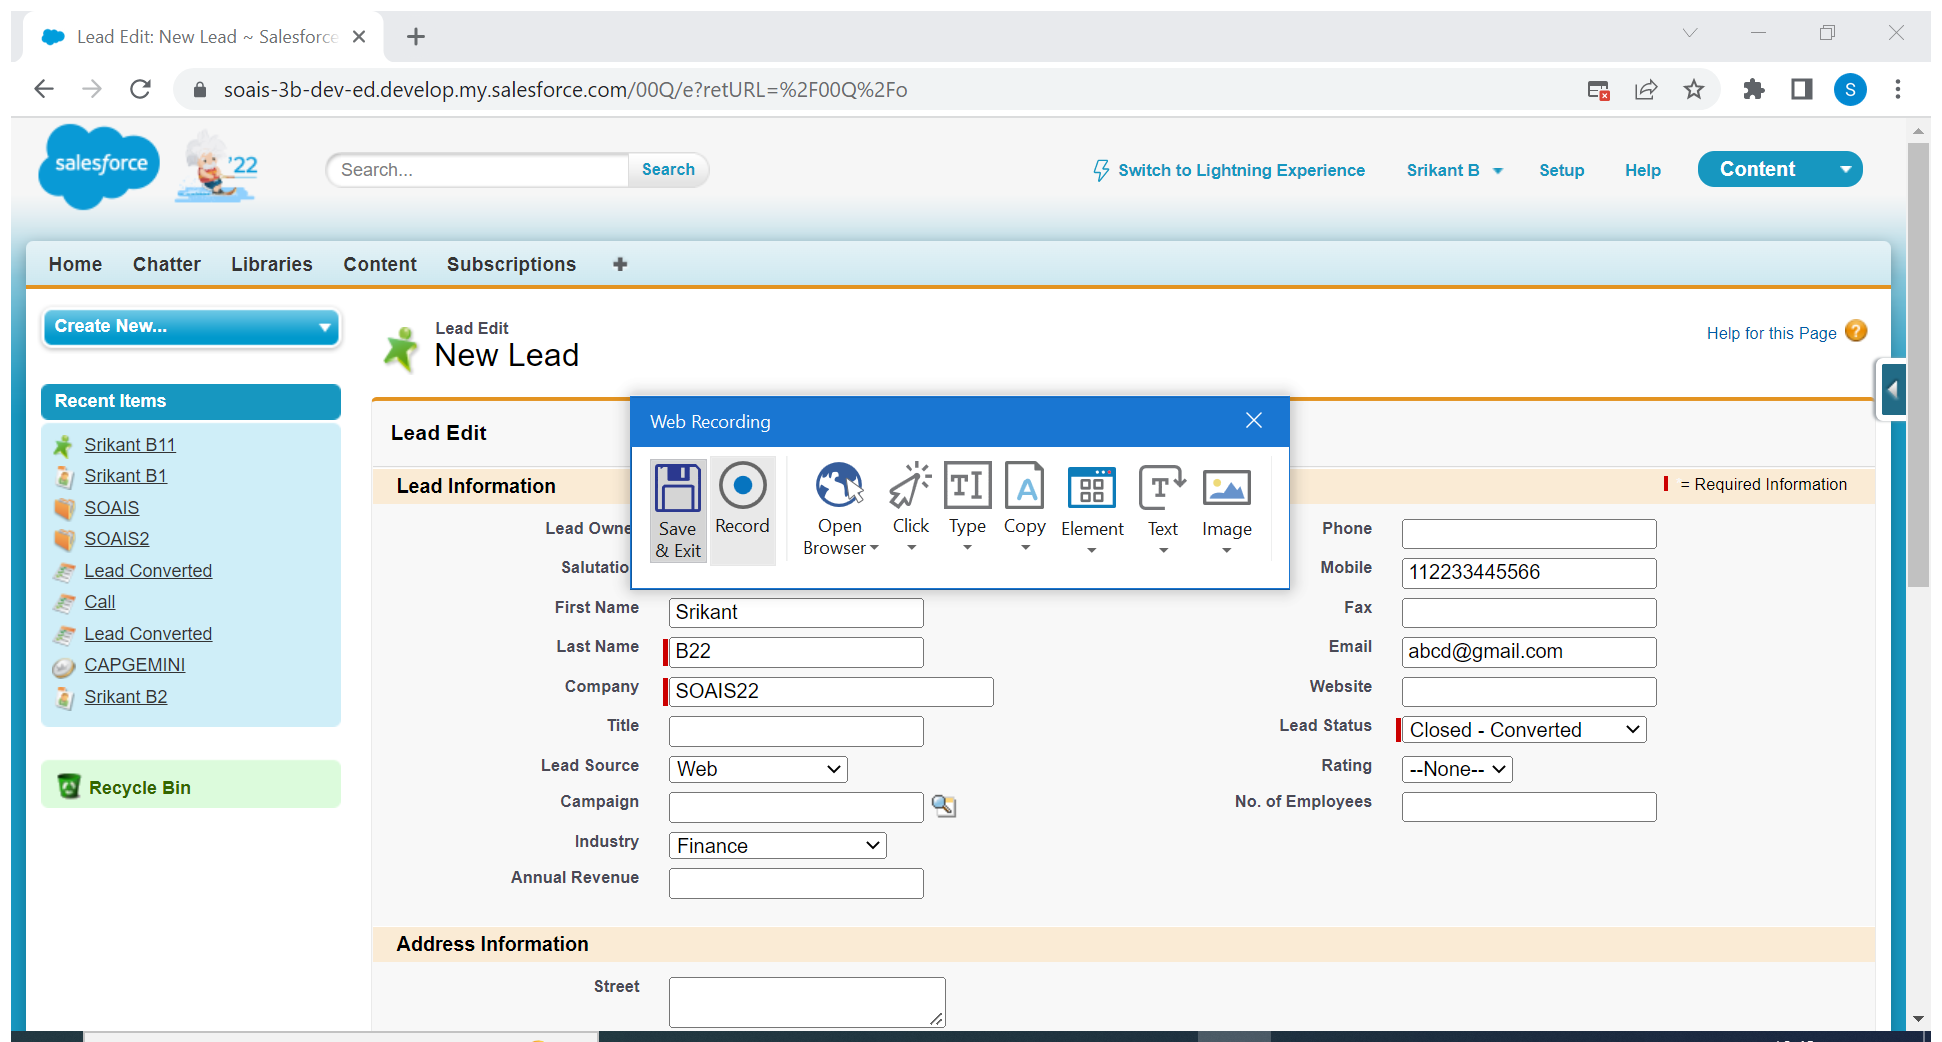 Lead Edit: New Lead ~ Salesforce
soais-3b-dev-ed.develop.my.salesforce.com/00Q/e?retURL=%2F00Q%2Fo
S
salesforce
'22
Search...
Search
Switch to Lightning Experience
Srikant B
Setup
Help
Content
Home
Chatter
Libraries
Content
Subscriptions
Create New...
Recent Items
Srikant B11
Srikant B1
SOAIS
SOAIS2
Lead Converted
Call
Lead Converted
CAPGEMINI
Srikant B2
Recycle Bin
Lead Edit
New Lead
Help for this Page
?
Lead Edit
Web Recording
Save
& Exit
Record
Open
Browser
Click
Type
Copy
Element
Text
Image
Lead Information
= Required Information
Phone
Mobile 112233445566
First Name Srikant
Fax
Last Name B22
Email abcd@gmail.com
Company SOAIS22
Website
Title
Lead Status Closed - Converted
Lead Source Web
Rating --None--
Campaign
No. of Employees
Industry Finance
Annual Revenue
Address Information
Street